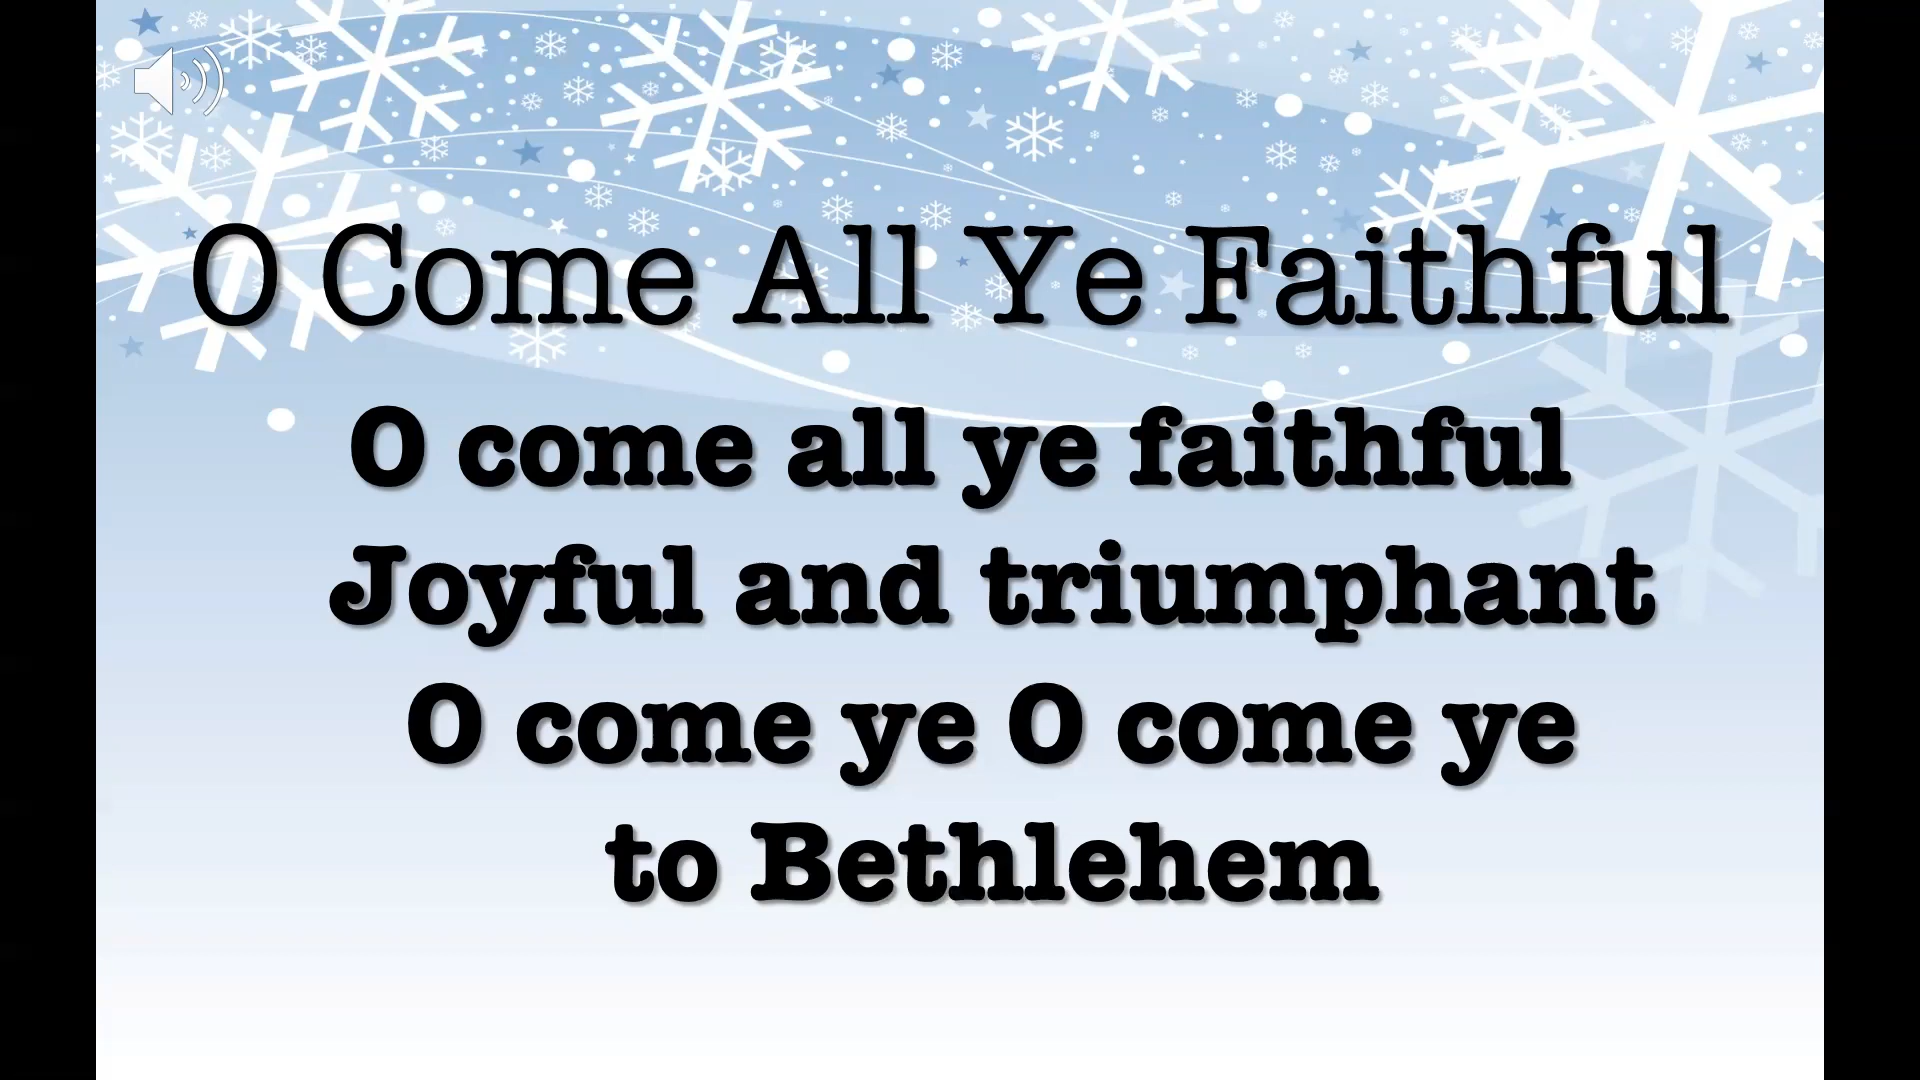 O Come All Ye Faithful
O come all ye faithful
Joyful and triumphant
O come ye O come ye
to Bethlehem